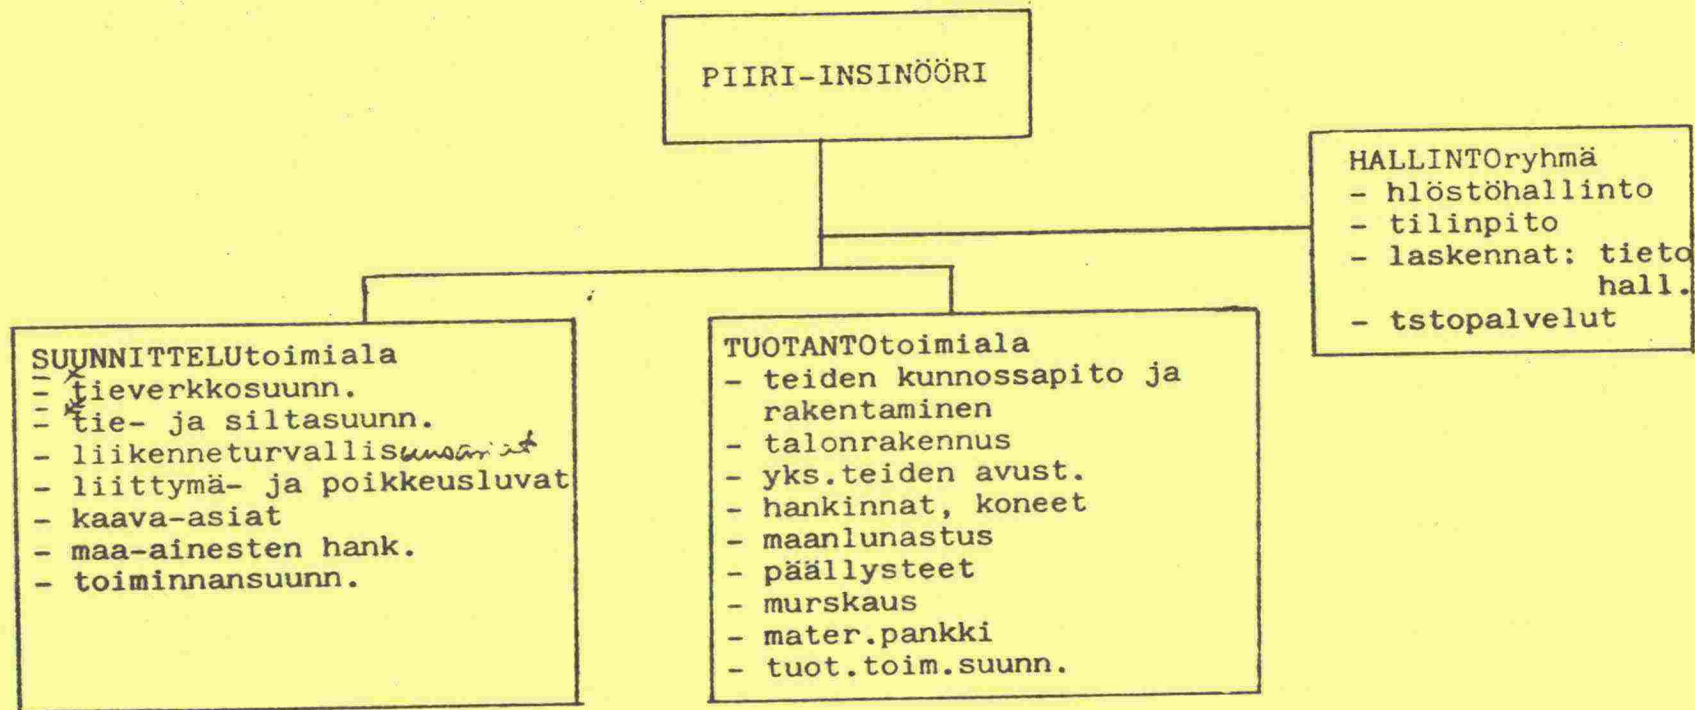 PIIRI-INSINÖÖRI
HALLINTOryhmä
- hlöstöhallinto
- tilinpito
- laskennat: tieto
hall.
- tstopalvelut
SUUNNITTELUtoimiala
- tieverkkosuunn.
- tie- ja siltasuunn.
- liikenneturvallis
- liittymä- ja poikkeusluvat
- kaava-asiat
- maa-ainesten hank.
- toiminnansuunn.
TUOTANTOtoimiala
- teiden kunnossapito ja
rakentaminen
- talonrakennus
- yks.teiden avust.
- hankinnat, koneet
- maanlunastus
- päällysteet
- murskaus
- mater.pankki
- tuot.toim.suunn.